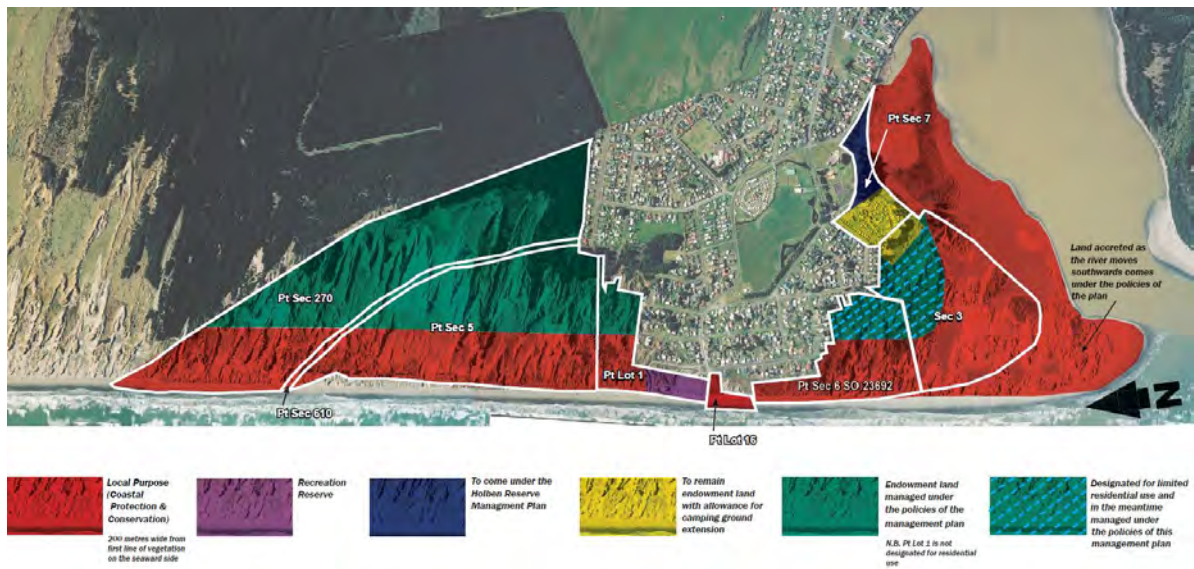 Pt Sec 7
Land accreted as
the river moves
southwards comes
under the policies of
the plan
Pt Sec 270
Pt Sec 5
Sec 3
Pt Lot 1
Pt Sec 6 SO 23692
Pt Sec 610
Pt Lot 16
N
Local Purpose
(Coastal
Protection &
Conservation)
200 metres wide from
first line of vegetation
on the seaward side
Recreation
Reserve
To come under the
Holben Reserve
Managment Plan
To remain
endowment land
with allowance for
camping ground
extension
Endowment land
managed under
the policies of the
management plan
N.B. Pt Lot 1 is not
designated for residential
use
Designated for limited
residential use and
in the meantime
managed under
the policies of this
management plan